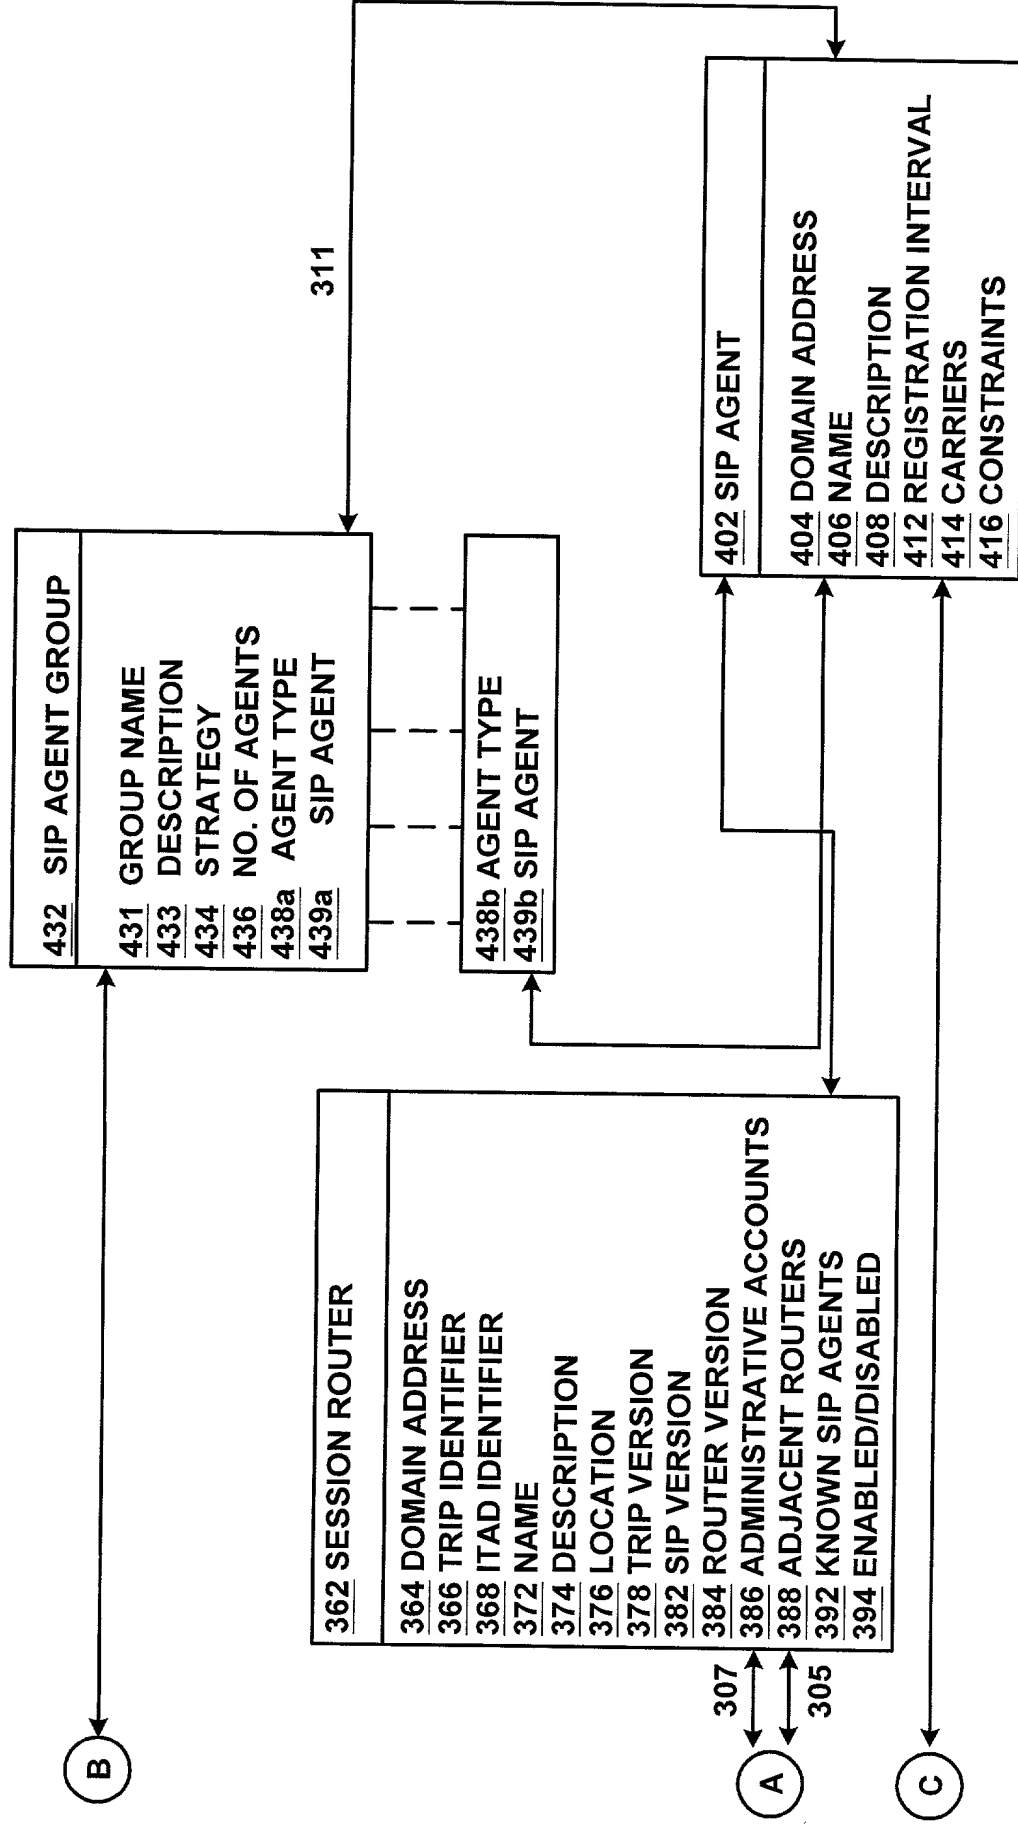 B
432 SIP AGENT GROUP
431 GROUP NAME
433 DESCRIPTION
434 STRATEGY
436 NO. OF AGENTS
438a AGENT TYPE
439a SIP AGENT
438b AGENT TYPE
439b SIP AGENT
311
362 SESSION ROUTER
364 DOMAIN ADDRESS
366 TRIP IDENTIFIER
368 ITAD IDENTIFIER
372 NAME
374 DESCRIPTION
376 LOCATION
378 TRIP VERSION
382 SIP VERSION
384 ROUTER VERSION
386 ADMINISTRATIVE ACCOUNTS
388 ADJACENT ROUTERS
392 KNOWN SIP AGENTS
394 ENABLED/DISABLED
307
305
A
402 SIP AGENT
404 DOMAIN ADDRESS
406 NAME
408 DESCRIPTION
412 REGISTRATION INTERVAL
414 CARRIERS
416 CONSTRAINTS
C